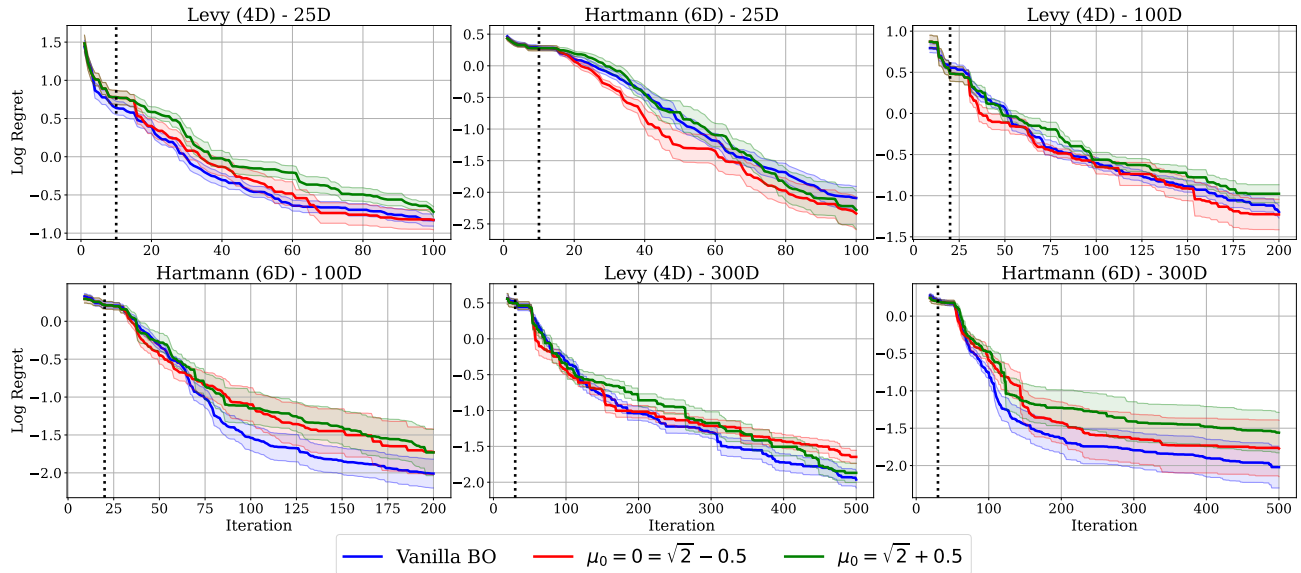 Levy (4D) - 25D
Hartmann (6D) - 25D
Levy (4D) - 100D
Log Regret
1.5
1.0
0.5
0.0
−0.5
−1.0
0 20 40 60 80 100
0.5
0.0
−0.5
−1.0
−1.5
−2.0
−2.5
0 20 40 60 80 100
1.0
0.5
0.0
−0.5
−1.0
−1.5
0 25 50 75 100 125 150 175 200
Hartmann (6D) - 100D
Levy (4D) - 300D
Hartmann (6D) - 300D
Log Regret
0.0
−0.5
−1.0
−1.5
−2.0
0 25 50 75 100 125 150 175 200
Iteration
0.5
0.0
−0.5
−1.0
−1.5
−2.0
0 100 200 300 400 500
Iteration
0.0
−0.5
−1.0
−1.5
−2.0
0 100 200 300 400 500
Iteration
Vanilla BO μ₀ = 0 = √2 − 0.5 μ₀ = √2 + 0.5